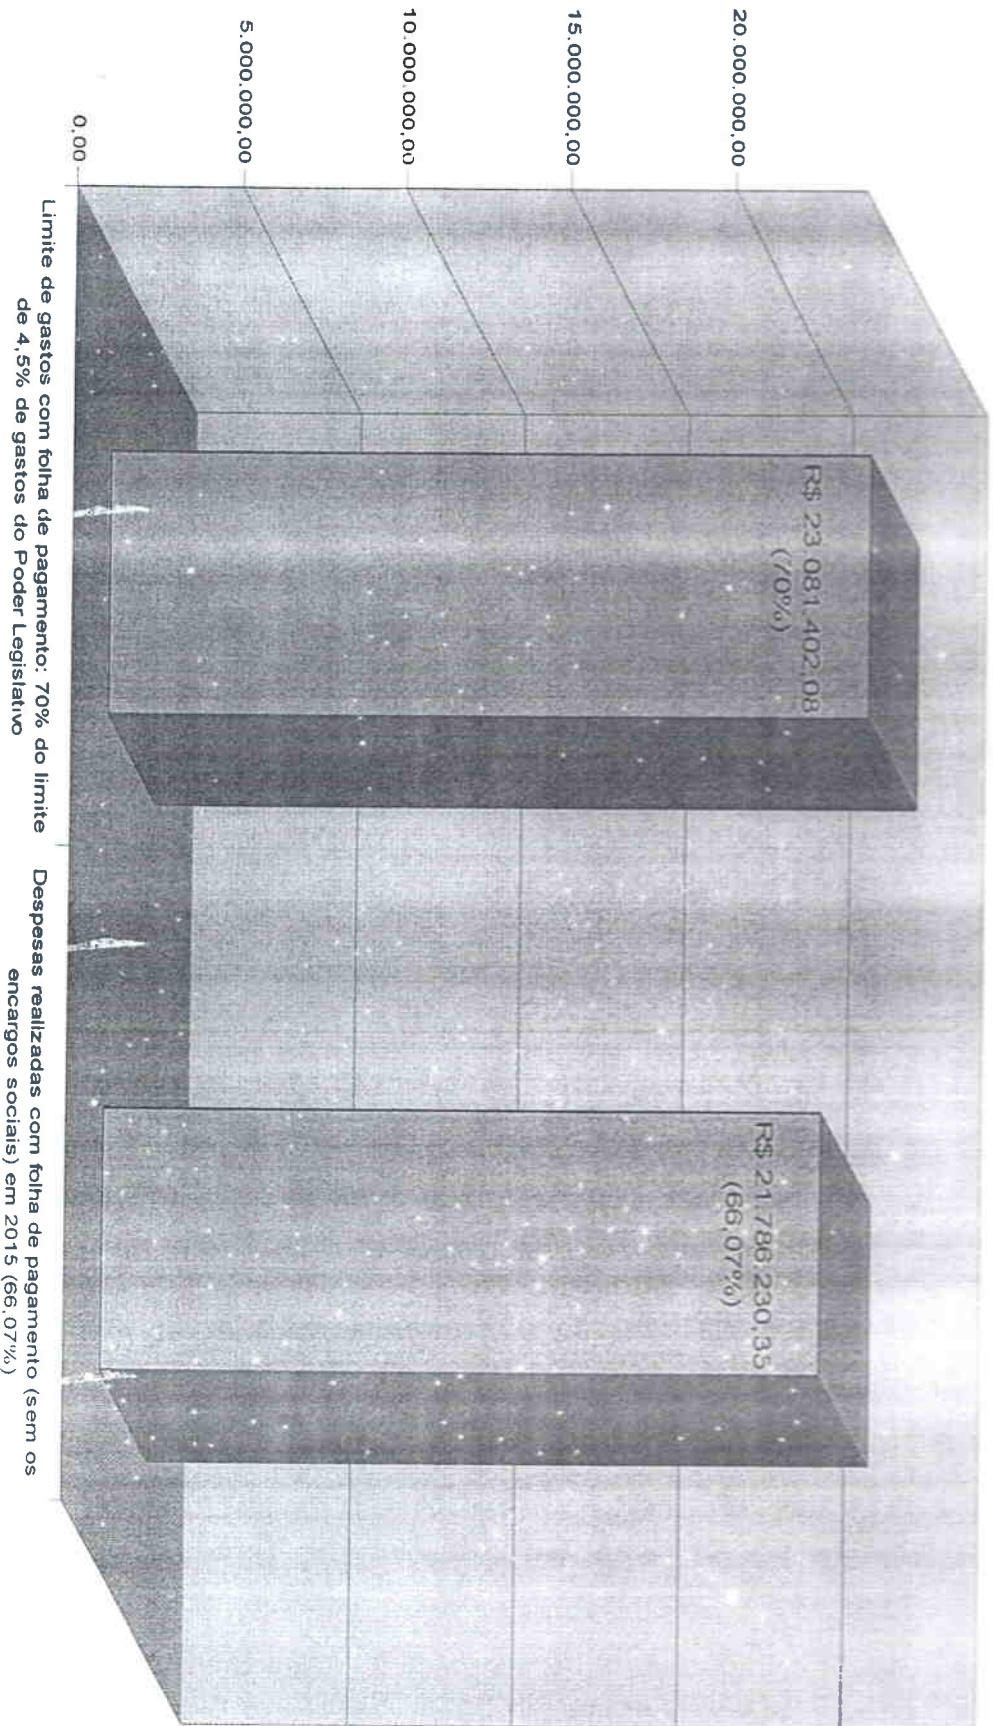 20.000.000,00
15.000.000,00
10.000.000,00
5.000.000,00
0,00
R$ 23.081.402,08
(70%)
R$ 21.786.230,35
(66,07%)
Limite de gastos com folha de pagamento: 70% do limite
de 4,5% de gastos do Poder Legislativo
Despesas realizadas com folha de pagamento (sem os
encargos sociais) em 2015 (66,07%)